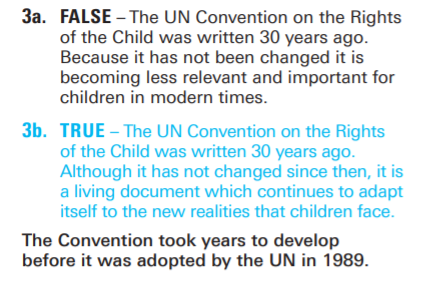 3a. FALSE – The UN Convention on the Rights
of the Child was written 30 years ago.
Because it has not been changed it is
becoming less relevant and important for
children in modern times.
3b. TRUE – The UN Convention on the Rights
of the Child was written 30 years ago.
Although it has not changed since then, it is
a living document which continues to adapt
itself to the new realities that children face.
The Convention took years to develop
before it was adopted by the UN in 1989.